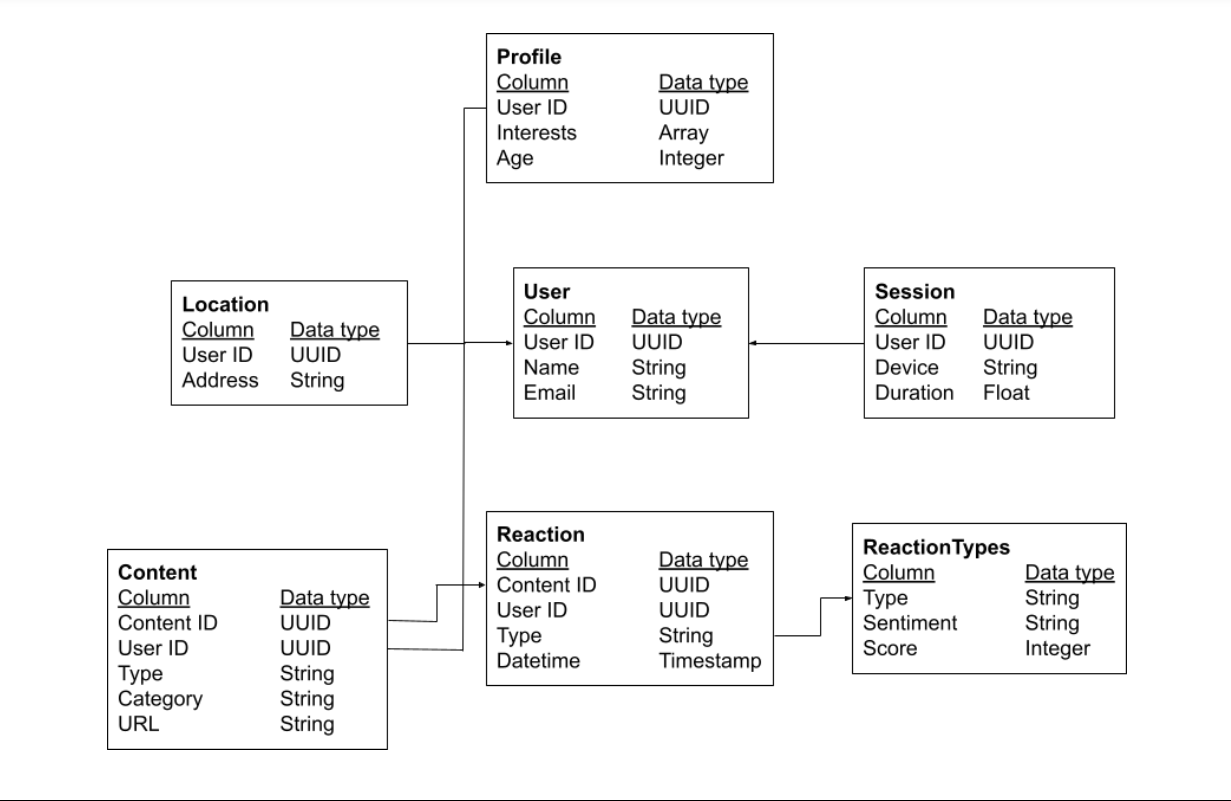 Profile
Column Data type
User ID UUID
Interests Array
Age Integer
Location
Column Data type
User ID UUID
Address String
User
Column Data type
User ID UUID
Name String
Email String
Session
Column Data type
User ID UUID
Device String
Duration Float
Content
Column Data type
Content ID UUID
User ID UUID
Type String
Category String
URL String
Reaction
Column Data type
Content ID UUID
User ID UUID
Type String
Datetime Timestamp
ReactionTypes
Column Data type
Type String
Sentiment String
Score Integer